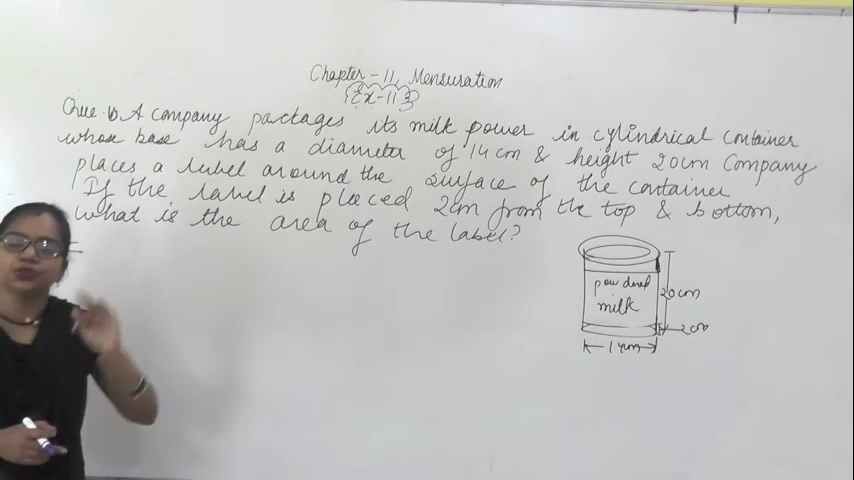 Chapter - 11, Mensuration
{Ex - 11.3}
Que. 10 A company packages its milk power in cylindrical container
whose base has a diameter of 14 cm & height 20 cm. Company
places a label around the surface of the container
If the label is placed 2cm from the top & bottom,
what is the area of the label?
powdered
milk
20cm
2cm
14cm